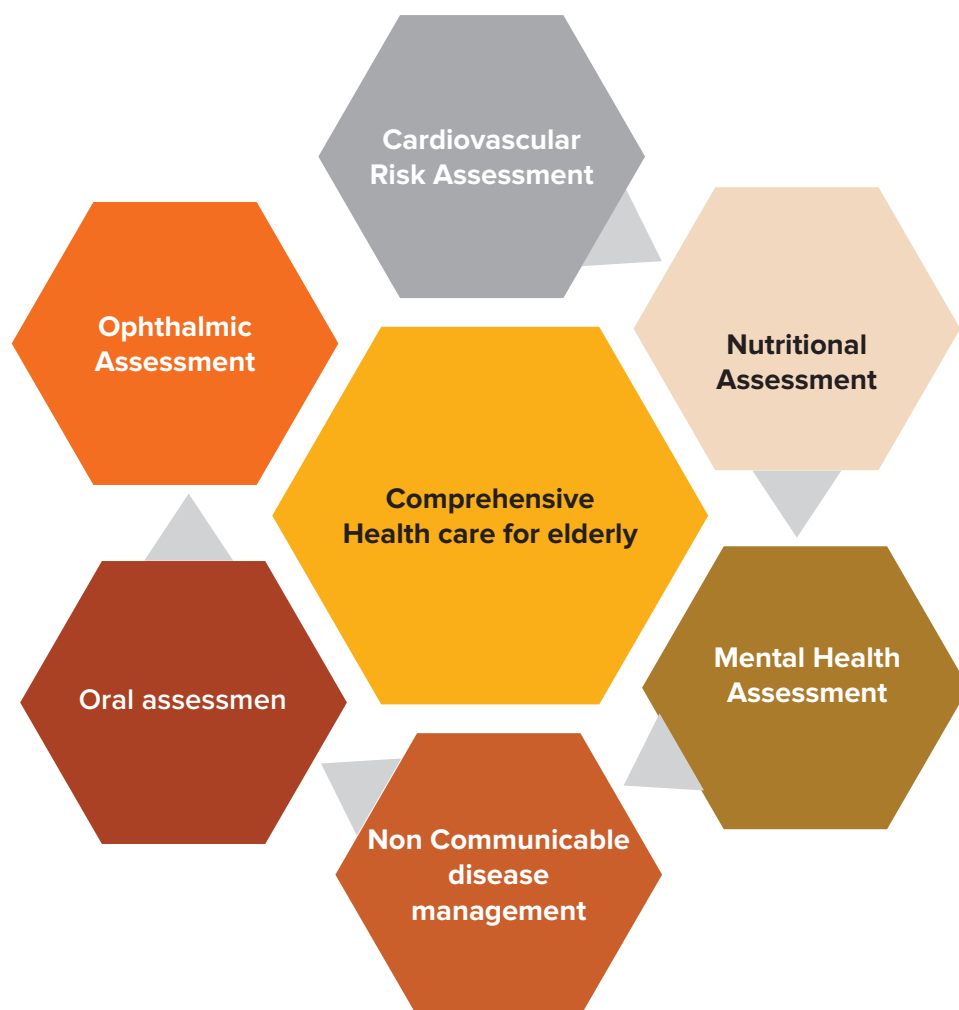 Cardiovascular
Risk Assessment
Nutritional
Assessment
Mental Health
Assessment
Non Communicable
disease
management
Oral assessmen
Ophthalmic
Assessment
Comprehensive
Health care for elderly